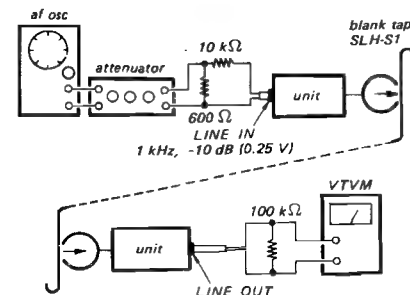 af osc
attenuator
10 kΩ
600 Ω
LINE IN
1 kHz, -10 dB (0.25 V)
unit
blank tap
SLH-S1
unit
LINE OUT
100 kΩ
VTVM